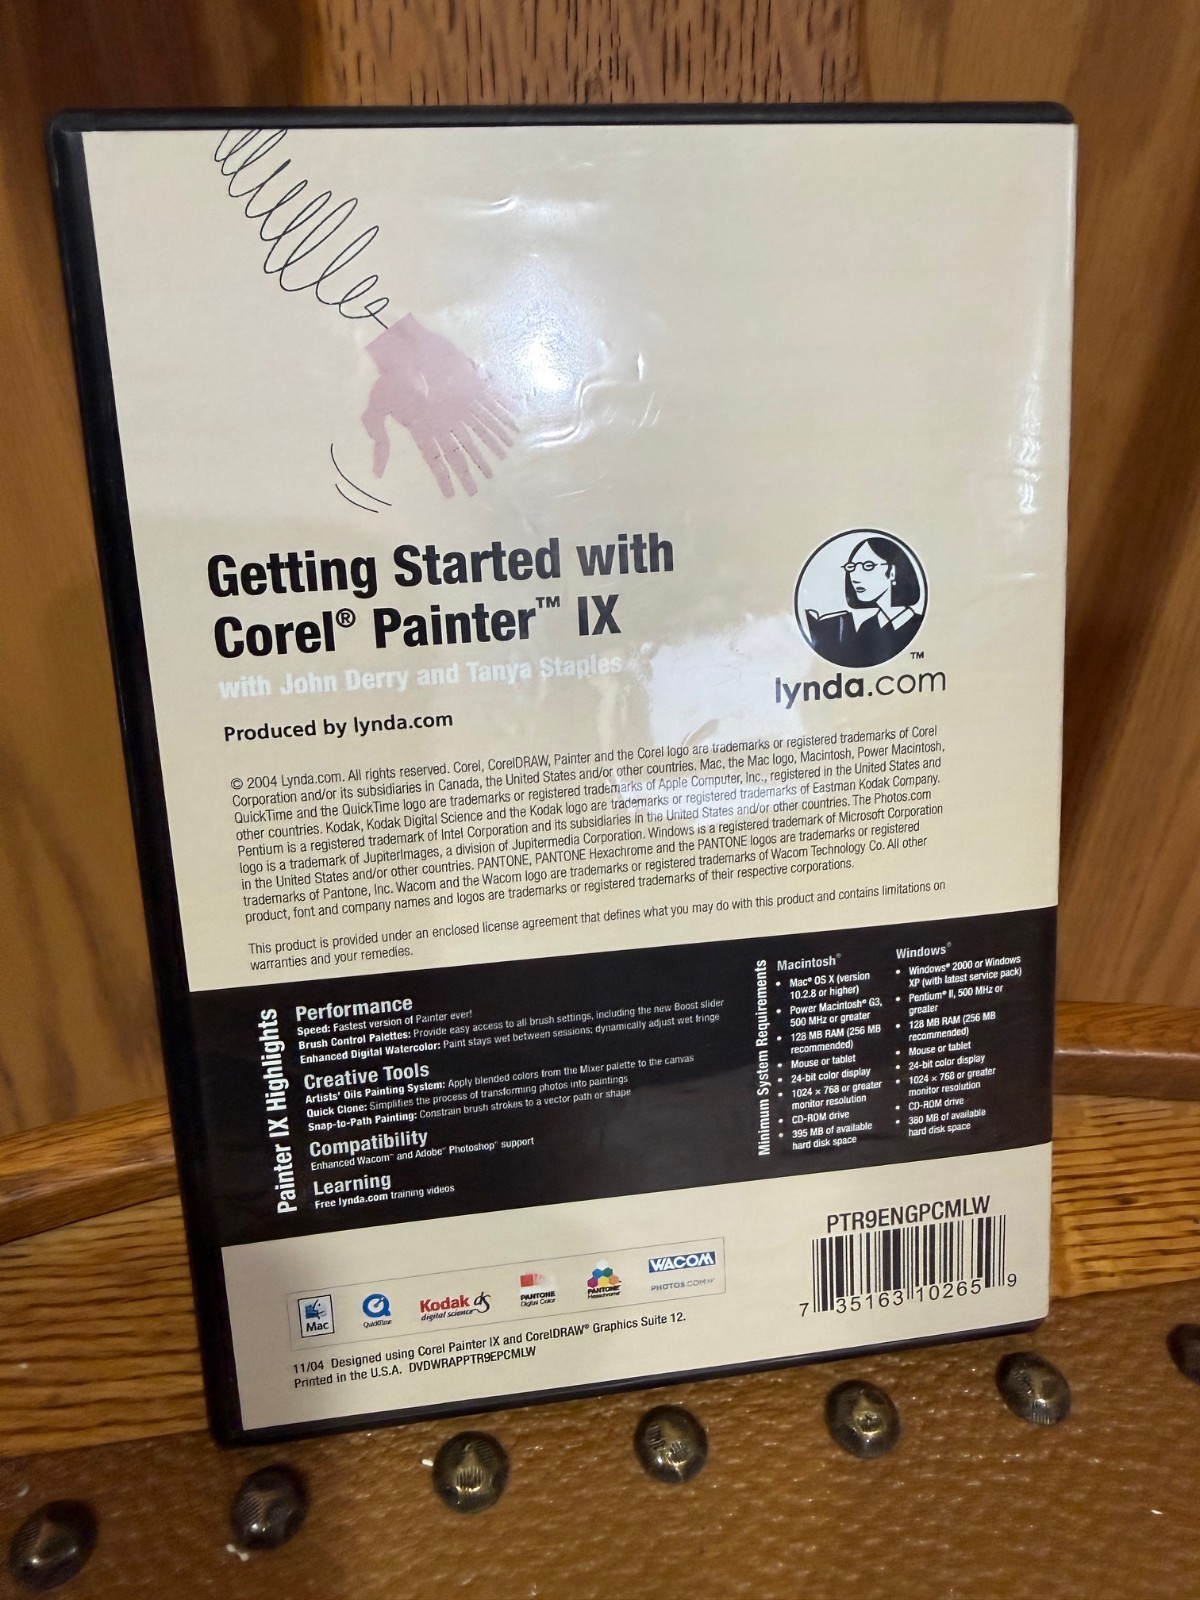 Getting Started with
Corel® Painter™ IX
with John Derry and Tanya Staples
Produced by lynda.com
™
lynda.com
© 2004 Lynda.com. All rights reserved. Corel, CorelDRAW, Painter and the Corel logo are trademarks or registered trademarks of Corel
Corporation and/or its subsidiaries in Canada, the United States and/or other countries. Mac, the Mac logo, Macintosh, Power Macintosh,
QuickTime and the QuickTime logo are trademarks or registered trademarks of Apple Computer, Inc., registered in the United States and
other countries. Kodak, Kodak Digital Science and the Kodak logo are trademarks or registered trademarks of Eastman Kodak Company.
Pentium is a registered trademark of Intel Corporation and its subsidiaries in the United States and/or other countries. The Photos.com
logo is a trademark of JupiterImages, a division of Jupitermedia Corporation. Windows is a registered trademark of Microsoft Corporation
in the United States and/or other countries. PANTONE, PANTONE Hexachrome and the PANTONE logos are trademarks or registered
trademarks of Pantone, Inc. Wacom and the Wacom logo are trademarks or registered trademarks of Wacom Technology Co. All other
product, font and company names and logos are trademarks or registered trademarks of their respective corporations.
This product is provided under an enclosed license agreement that defines what you may do with this product and contains limitations on
warranties and your remedies.
Painter IX Highlights
Performance
Speed: Fastest version of Painter ever!
Brush Control Palettes: Provide easy access to all brush settings, including the new Boost slider
Enhanced Digital Watercolor: Paint stays wet between sessions; dynamically adjust wet fringe
Creative Tools
Artists' Oils Painting System: Apply blended colors from the Mixer palette to the canvas
Quick Clone: Simplifies the process of transforming photos into paintings
Snap-to-Path Painting: Constrain brush strokes to a vector path or shape
Compatibility
Enhanced Wacom™ and Adobe® Photoshop® support
Learning
Free lynda.com training videos
Minimum System Requirements
Macintosh®
• Mac® OS X (version
10.2.8 or higher)
• Power Macintosh® G3,
500 MHz or greater
• 128 MB RAM (256 MB
recommended)
• Mouse or tablet
• 24-bit color display
• 1024 × 768 or greater
monitor resolution
• CD-ROM drive
• 395 MB of available
hard disk space
Windows®
• Windows® 2000 or Windows
XP (with latest service pack)
• Pentium® II, 500 MHz or
greater
• 128 MB RAM (256 MB
recommended)
• Mouse or tablet
• 24-bit color display
• 1024 × 768 or greater
monitor resolution
• CD-ROM drive
• 380 MB of available
hard disk space
Mac
QuickTime
Kodak
digital science
ds
PANTONE
Digital Color
PANTONE
Hexachrome
WACOM
PHOTOS.COM
PTR9ENGPCMLW
7 35163 10265 9
11/04 Designed using Corel Painter IX and CorelDRAW® Graphics Suite 12.
Printed in the U.S.A. DVDWRAPPTR9EPCMLW